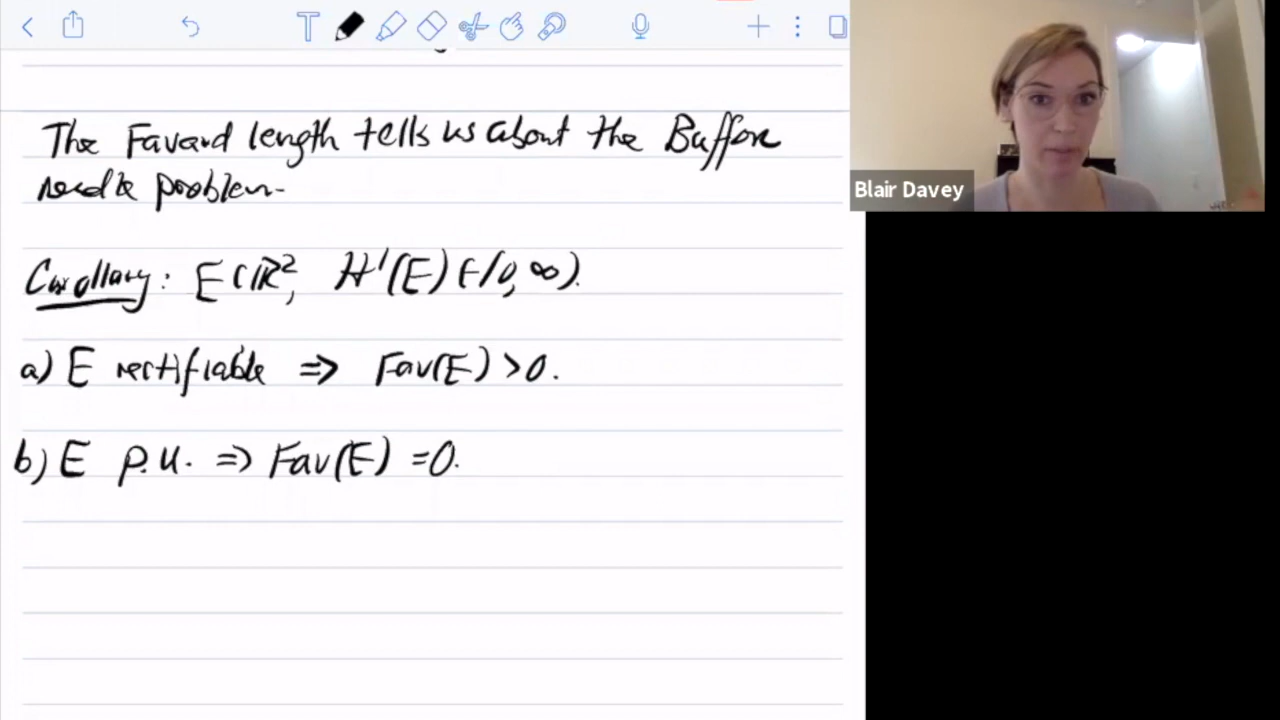 The Favard length tells us about the Buffon
needle problem.
Blair Davey
Corollary: E ⊂ ℝ², H¹(E) ∈ (0, ∞).
a) E rectifiable ⇒ Fav(E) > 0.
b) E p.u. ⇒ Fav(E) = 0.